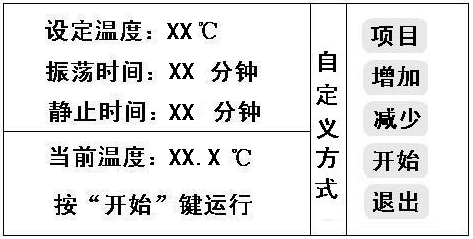 设定温度：XX℃
振荡时间：XX 分钟
静止时间：XX 分钟
当前温度：XX.X ℃
按“开始”键运行
自定义方式
项目
增加
减少
开始
退出